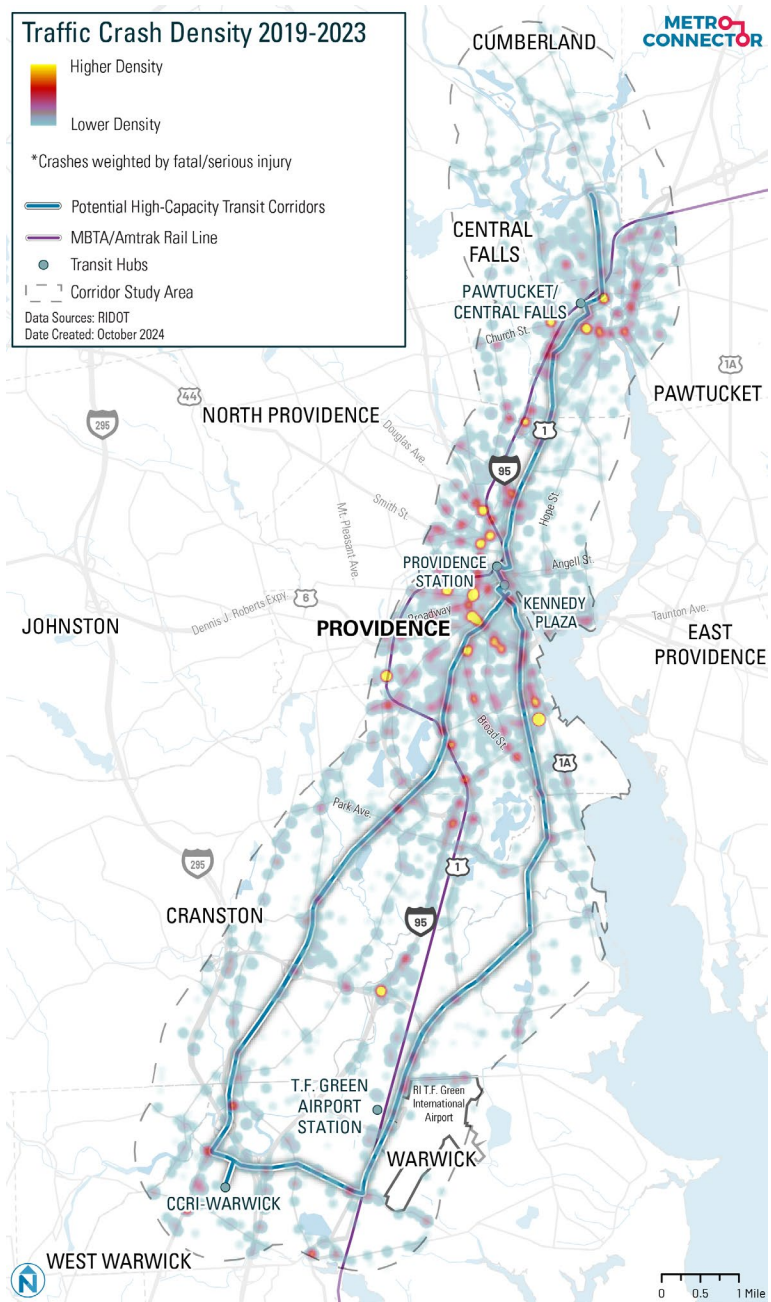 Traffic Crash Density 2019-2023
Higher Density
Lower Density
*Crashes weighted by fatal/serious injury
Potential High-Capacity Transit Corridors
MBTA/Amtrak Rail Line
Transit Hubs
Corridor Study Area
Data Sources: RIDOT
Date Created: October 2024
METRO
CONNECTOR
CUMBERLAND
CENTRAL
FALLS
PAWTUCKET/
CENTRAL FALLS
Church St.
1A
PAWTUCKET
44
NORTH PROVIDENCE
295
Douglas Ave.
1
95
Smith St.
Hope St.
Mt. Pleasant Ave.
PROVIDENCE
STATION
Angell St.
6
Dennis J. Roberts Expy.
Broadway
KENNEDY
PLAZA
Taunton Ave.
JOHNSTON
PROVIDENCE
EAST
PROVIDENCE
Broad St.
1A
Park Ave.
295
1
CRANSTON
95
T.F. GREEN
AIRPORT
STATION
RI T.F. Green
International
Airport
WARWICK
CCRI-WARWICK
WEST WARWICK
N
0 0.5 1 Mile